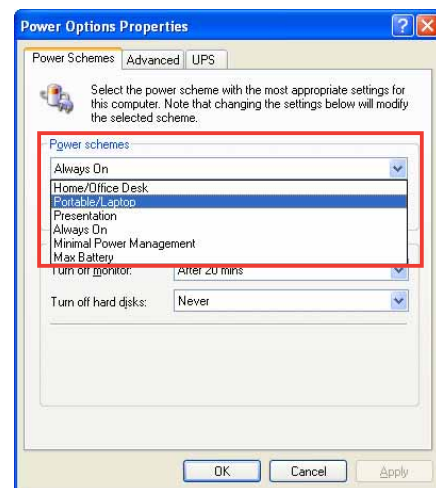 Power Options Properties
Power Schemes Advanced UPS
Select the power scheme with the most appropriate settings for
this computer. Note that changing the settings below will modify
the selected scheme.
Power schemes
Always On
Home/Office Desk
Portable/Laptop
Presentation
Always On
Minimal Power Management
Max Battery
Turn off monitor: After 20 mins
Turn off hard disks: Never
OK Cancel Apply